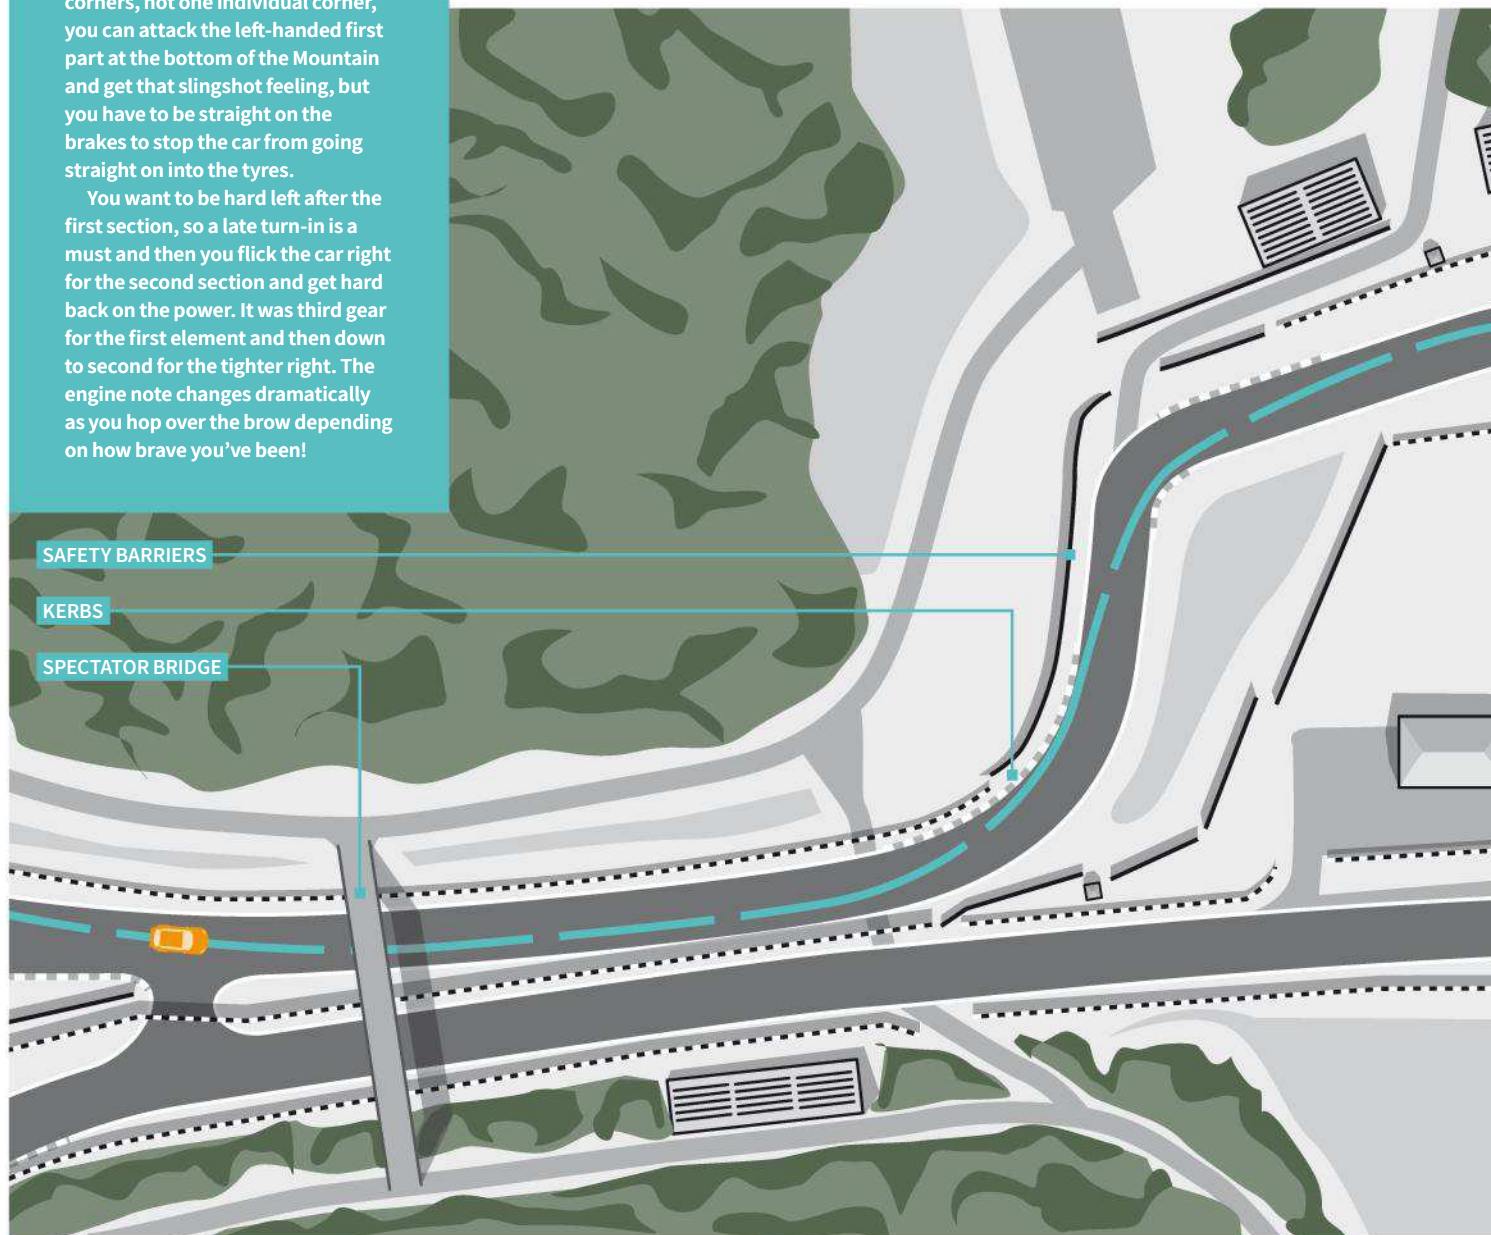 corners, not one individual corner,
you can attack the left-handed first
part at the bottom of the Mountain
and get that slingshot feeling, but
you have to be straight on the
brakes to stop the car from going
straight on into the tyres.
You want to be hard left after the
first section, so a late turn-in is a
must and then you flick the car right
for the second section and get hard
back on the power. It was third gear
for the first element and then down
to second for the tighter right. The
engine note changes dramatically
as you hop over the brow depending
on how brave you’ve been!
SAFETY BARRIERS
KERBS
SPECTATOR BRIDGE